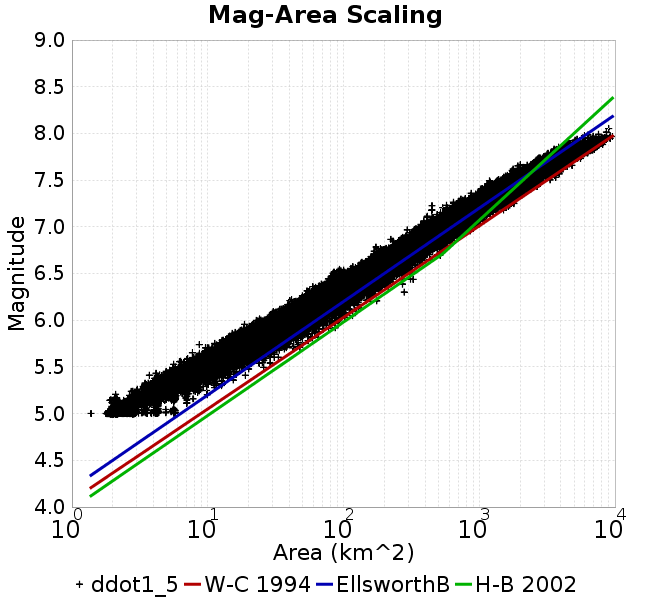 Mag-Area Scaling
9.0
8.5
8.0
7.5
7.0
6.5
6.0
5.5
5.0
4.5
4.0
Magnitude
10^0 10^1 10^2 10^3 10^4
Area (km^2)
+ ddot1_5 W-C 1994 EllsworthB H-B 2002